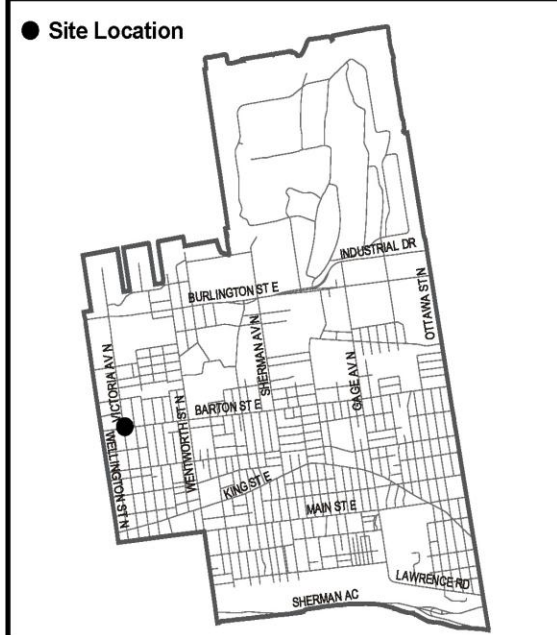 Site Location
INDUSTRIAL DR
BURLINGTON ST E
OTTAWA ST N
VICTORIA AV N
SHERMAN AV N
GAGE AV N
WELLINGTON ST N
WENTWORTH ST N
BARTON ST E
KING ST E
MAIN ST E
LAWRENCE RD
SHERMAN AC